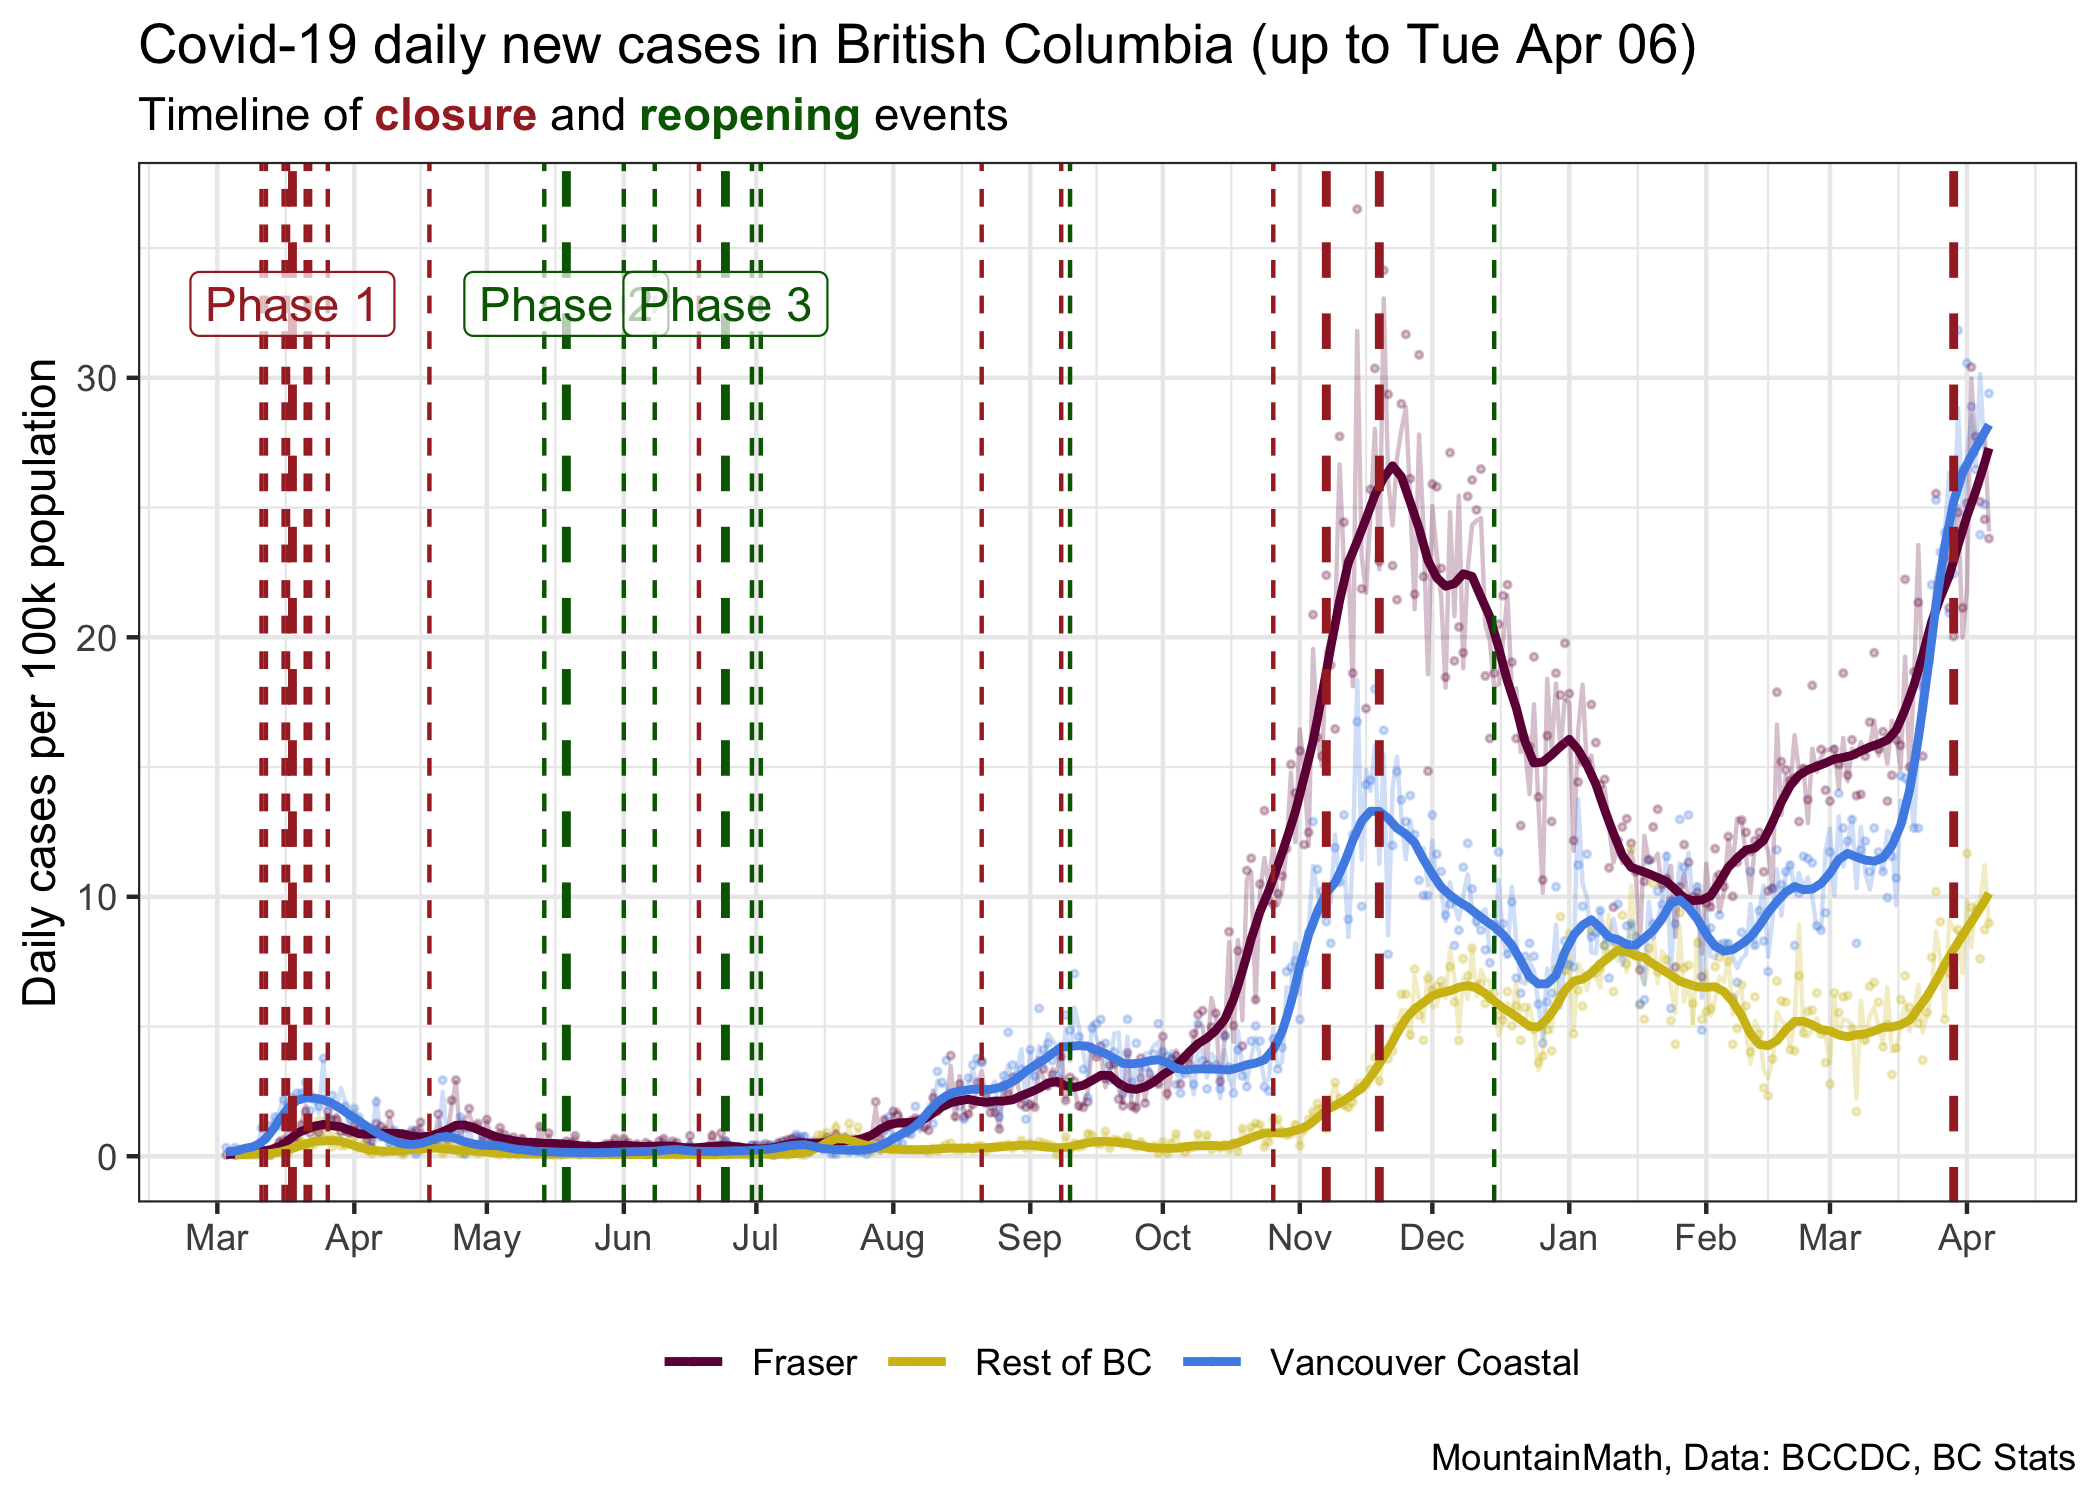 Covid-19 daily new cases in British Columbia (up to Tue Apr 06)
Timeline of closure and reopening events
Daily cases per 100k population
Phase 1
Phase 2
Phase 3
30
20
10
0
Mar Apr May Jun Jul Aug Sep Oct Nov Dec Jan Feb Mar Apr
Fraser Rest of BC Vancouver Coastal
MountainMath, Data: BCCDC, BC Stats